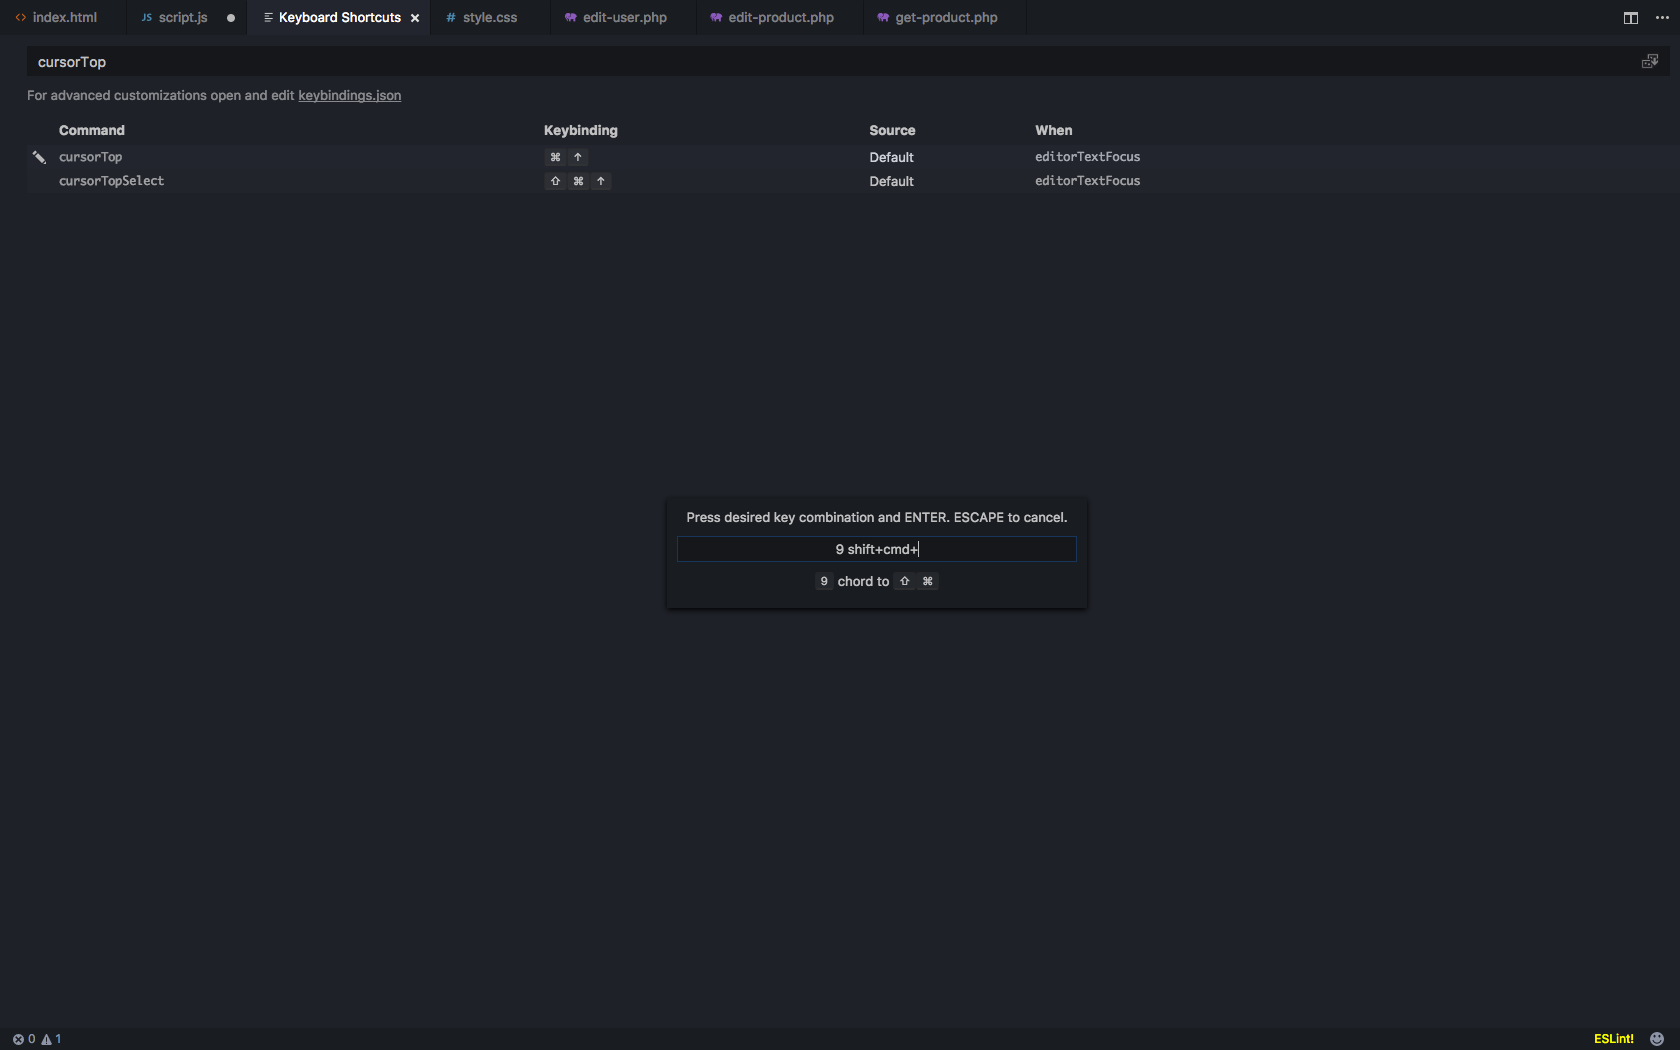 index.html script.js Keyboard Shortcuts style.css edit-user.php edit-product.php get-product.php
cursorTop
For advanced customizations open and edit keybindings.json
Command Keybinding Source When
cursorTop ⌘ ↑ Default editorTextFocus
cursorTopSelect ⇧ ⌘ ↑ Default editorTextFocus
Press desired key combination and ENTER. ESCAPE to cancel.
9 shift+cmd+
9 chord to ⇧ ⌘
0 1 ESLint!